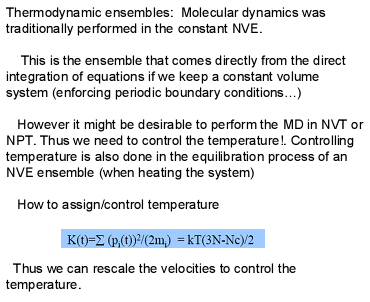 Thermodynamic ensembles:  Molecular dynamics was
traditionally performed in the constant NVE.
This is the ensemble that comes directly from the direct
integration of equations if we keep a constant volume
system (enforcing periodic boundary conditions…)
However it might be desirable to perform the MD in NVT or
NPT. Thus we need to control the temperature!. Controlling
temperature is also done in the equilibration process of an
NVE ensemble (when heating the system)
How to assign/control temperature
K(t)=∑ (pᵢ(t))²/(2mᵢ)  = kT(3N-Nc)/2
Thus we can rescale the velocities to control the
temperature.